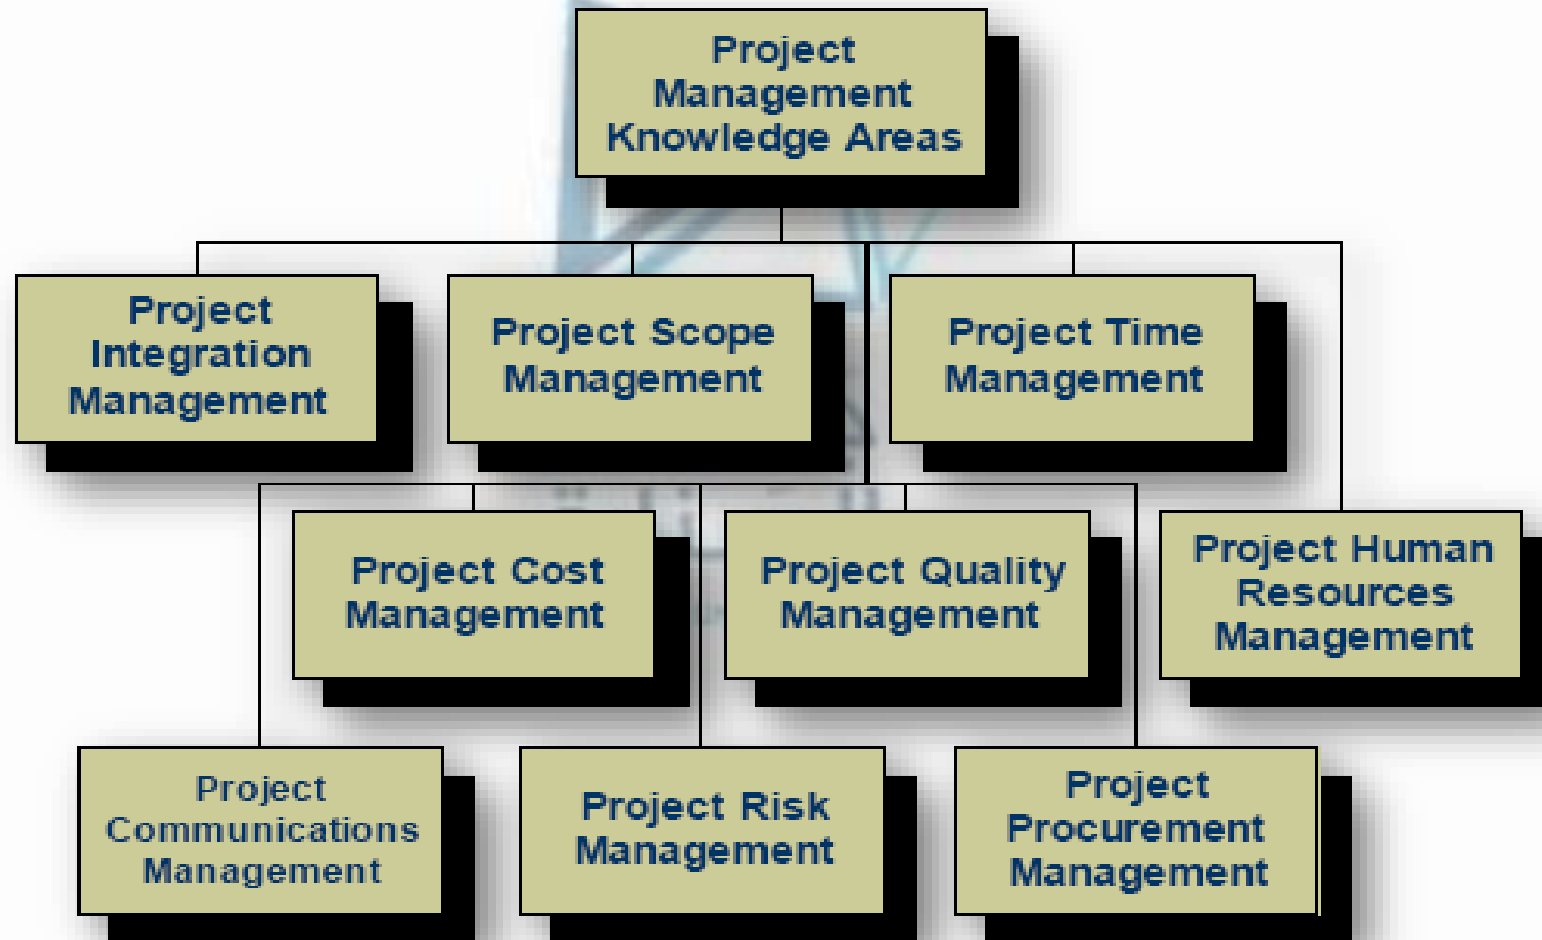 Project
Management
Knowledge Areas
Project
Integration
Management
Project Scope
Management
Project Time
Management
Project Cost
Management
Project Quality
Management
Project Human
Resources
Management
Project
Communications
Management
Project Risk
Management
Project
Procurement
Management